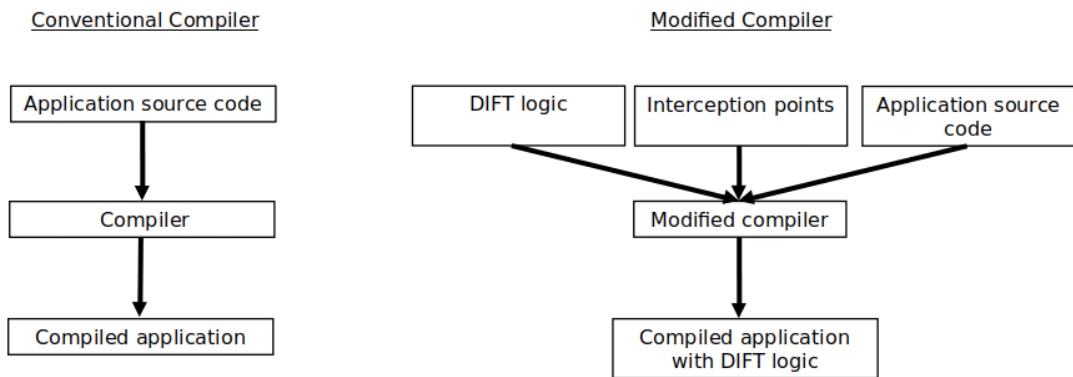 Conventional Compiler
Application source code
Compiler
Compiled application
Modified Compiler
DIFT logic
Interception points
Application source
code
Modified compiler
Compiled application
with DIFT logic